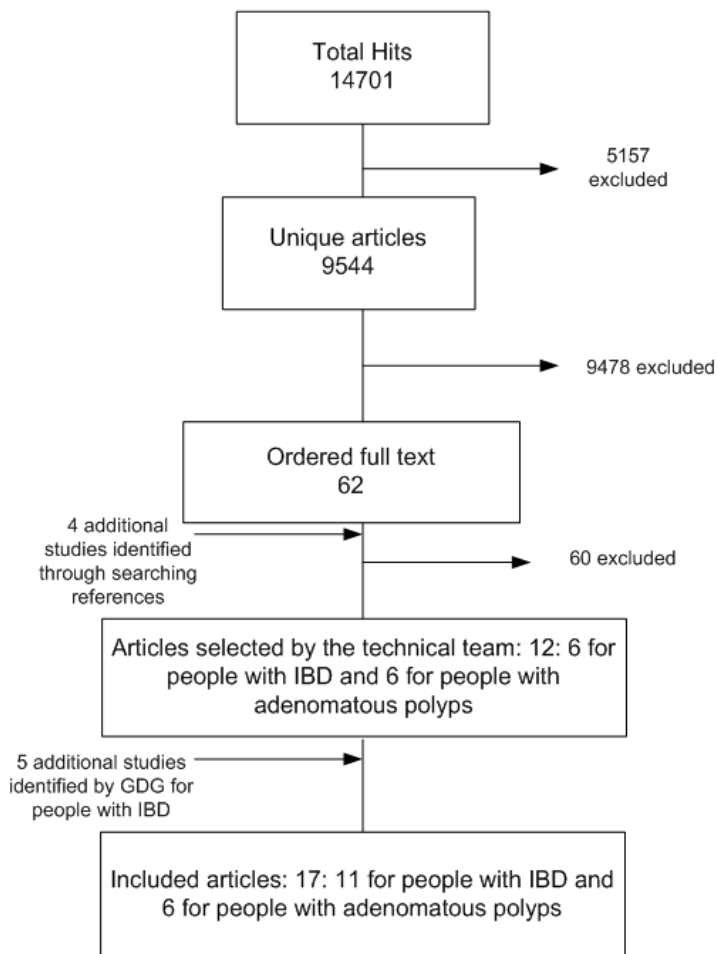 Total Hits
14701
5157
excluded
Unique articles
9544
9478 excluded
Ordered full text
62
4 additional
studies identified
through searching
references
60 excluded
Articles selected by the technical team: 12: 6 for
people with IBD and 6 for people with
adenomatous polyps
5 additional studies
identified by GDG for
people with IBD
Included articles: 17: 11 for people with IBD and
6 for people with adenomatous polyps